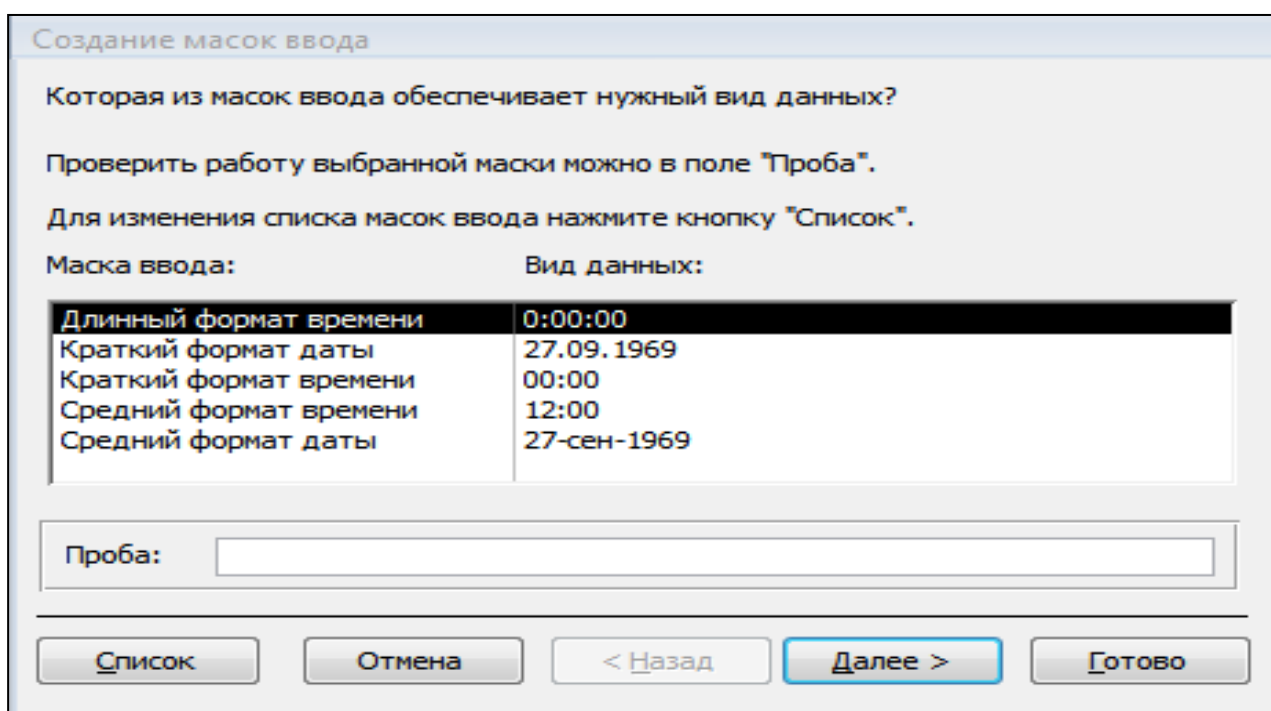 Создание масок ввода
Которая из масок ввода обеспечивает нужный вид данных?
Проверить работу выбранной маски можно в поле "Проба".
Для изменения списка масок ввода нажмите кнопку "Список".
Маска ввода: Вид данных:
Длинный формат времени 0:00:00
Краткий формат даты 27.09.1969
Краткий формат времени 00:00
Средний формат времени 12:00
Средний формат даты 27-сен-1969
Проба:
Список Отмена < Назад Далее > Готово